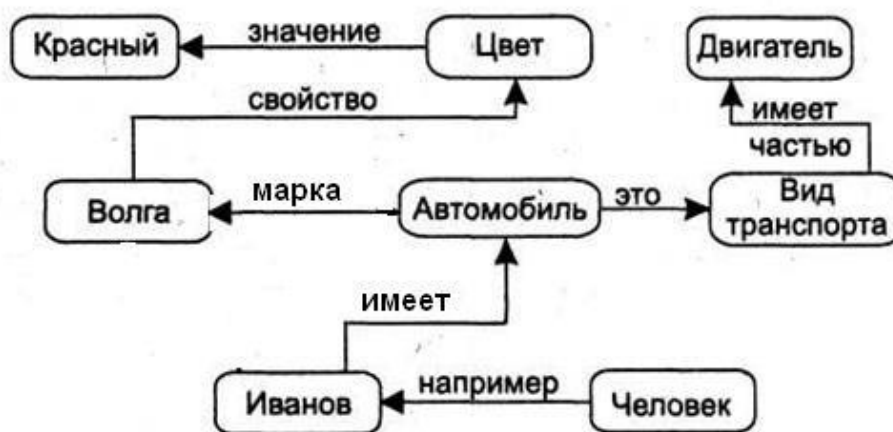 Красный
значение
Цвет
Двигатель
свойство
имеет
частью
Волга
марка
Автомобиль
это
Вид
транспорта
имеет
Иванов
например
Человек